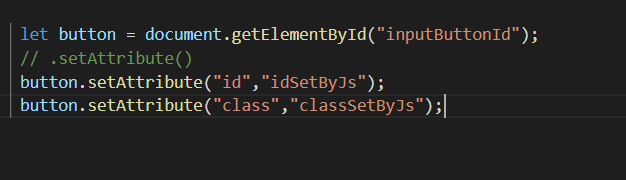 let button = document.getElementById("inputButtonId");
// .setAttribute()
button.setAttribute("id","idSetByJs");
button.setAttribute("class","classSetByJs");